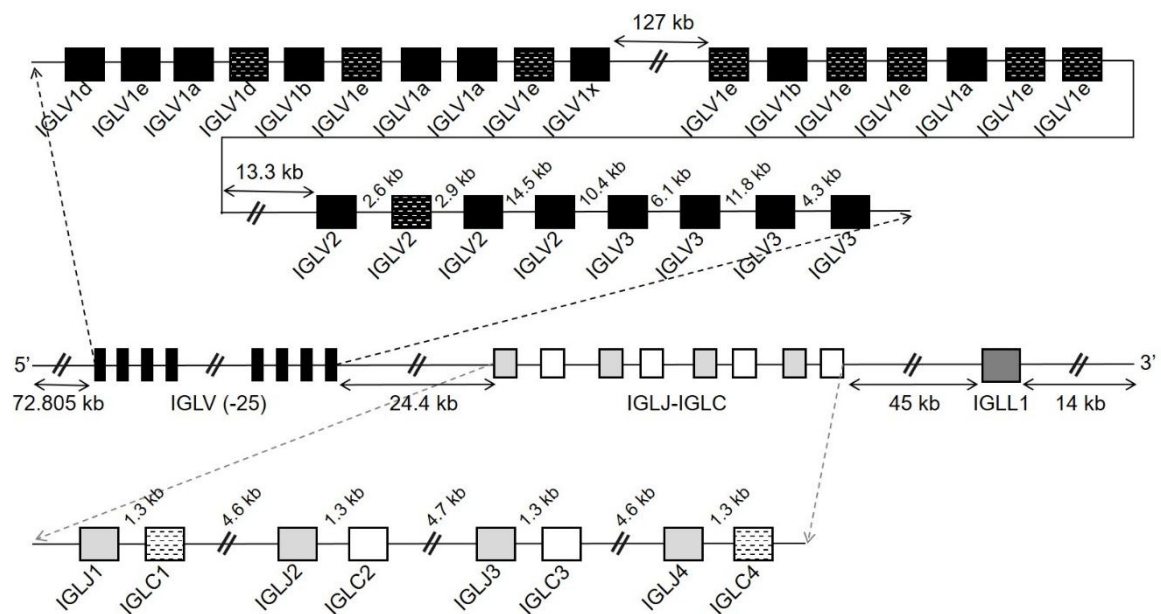 127 kb
IGLV1d IGLV1e IGLV1a IGLV1d IGLV1b IGLV1e IGLV1a IGLV1a IGLV1e IGLV1x IGLV1e IGLV1b IGLV1e IGLV1e IGLV1a IGLV1e IGLV1e
13.3 kb 2.6 kb 2.9 kb 14.5 kb 10.4 kb 6.1 kb 11.8 kb 4.3 kb
IGLV2 IGLV2 IGLV2 IGLV2 IGLV3 IGLV3 IGLV3 IGLV3
5’ 3’
72.805 kb IGLV (-25) 24.4 kb IGLJ-IGLC 45 kb IGLL1 14 kb
1.3 kb 4.6 kb 1.3 kb 4.7 kb 1.3 kb 4.6 kb 1.3 kb
IGLJ1 IGLC1 IGLJ2 IGLC2 IGLJ3 IGLC3 IGLJ4 IGLC4